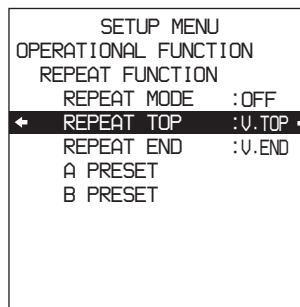 SETUP MENU
OPERATIONAL FUNCTION
REPEAT FUNCTION
REPEAT MODE :OFF
REPEAT TOP :V.TOP
REPEAT END :V.END
A PRESET
B PRESET